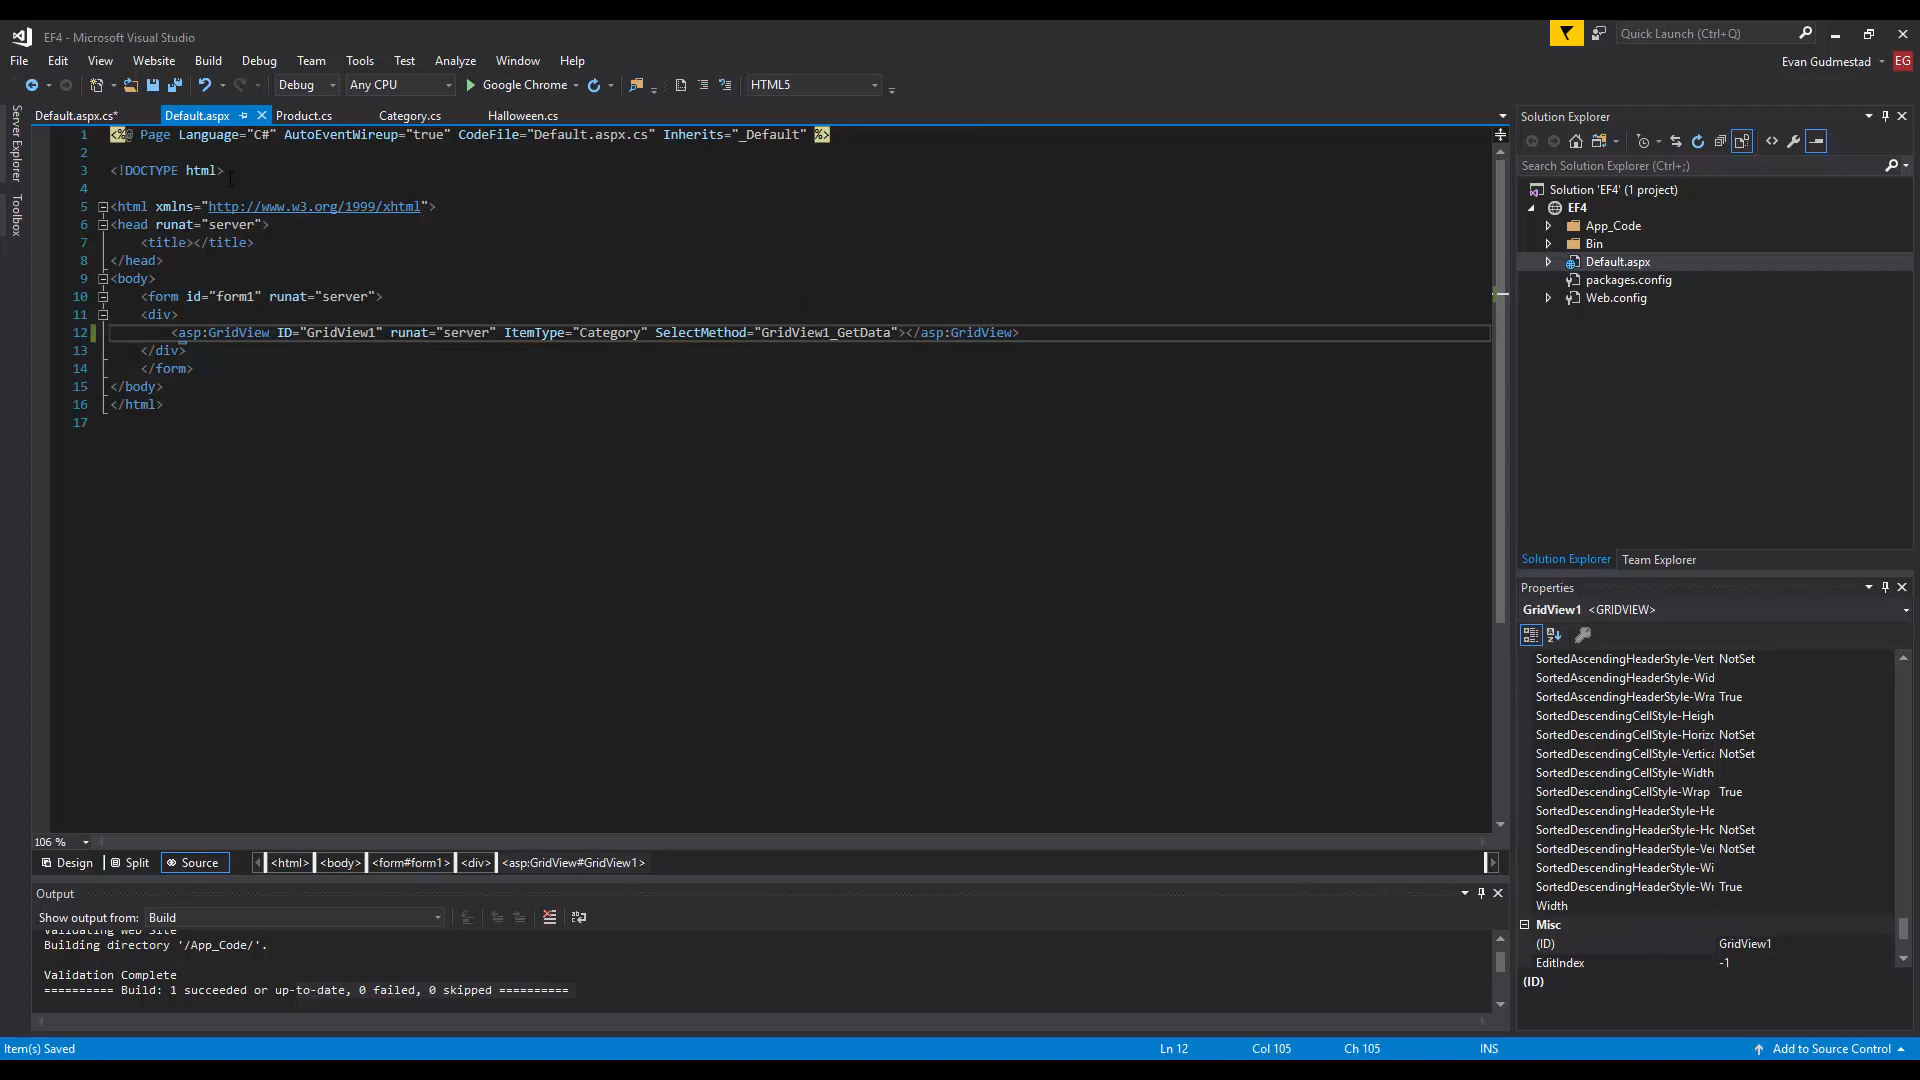 EF4 - Microsoft Visual Studio
Quick Launch (Ctrl+Q)
File Edit View Website Build Debug Team Tools Test Analyze Window Help
Evan Gudmestad EG
Debug Any CPU Google Chrome HTML5
Default.aspx.cs* Default.aspx Product.cs Category.cs Halloween.cs
Server Explorer
Toolbox
1 <%@ Page Language="C#" AutoEventWireup="true" CodeFile="Default.aspx.cs" Inherits="_Default" %>
2
3 <!DOCTYPE html>
4
5 <html xmlns="http://www.w3.org/1999/xhtml">
6 <head runat="server">
7 <title></title>
8 </head>
9 <body>
10 <form id="form1" runat="server">
11 <div>
12 <asp:GridView ID="GridView1" runat="server" ItemType="Category" SelectMethod="GridView1_GetData"></asp:GridView>
13 </div>
14 </form>
15 </body>
16 </html>
17
106 %
Design Split Source <html> <body> <form#form1> <div> <asp:GridView#GridView1>
Output
Show output from: Build
Validating Web Site
Building directory '/App_Code/'.
Validation Complete
========== Build: 1 succeeded or up-to-date, 0 failed, 0 skipped ==========
Solution Explorer
Search Solution Explorer (Ctrl+;)
Solution 'EF4' (1 project)
EF4
App_Code
Bin
Default.aspx
packages.config
Web.config
Solution Explorer Team Explorer
Properties
GridView1 <GRIDVIEW>
SortedAscendingHeaderStyle-Vert NotSet
SortedAscendingHeaderStyle-Wid
SortedAscendingHeaderStyle-Wra True
SortedDescendingCellStyle-Heigh
SortedDescendingCellStyle-Horizo NotSet
SortedDescendingCellStyle-Vertica NotSet
SortedDescendingCellStyle-Width
SortedDescendingCellStyle-Wrap True
SortedDescendingHeaderStyle-He
SortedDescendingHeaderStyle-Ho NotSet
SortedDescendingHeaderStyle-Ver NotSet
SortedDescendingHeaderStyle-Wi
SortedDescendingHeaderStyle-Wr True
Width
Misc
(ID) GridView1
EditIndex -1
(ID)
Item(s) Saved Ln 12 Col 105 Ch 105 INS Add to Source Control